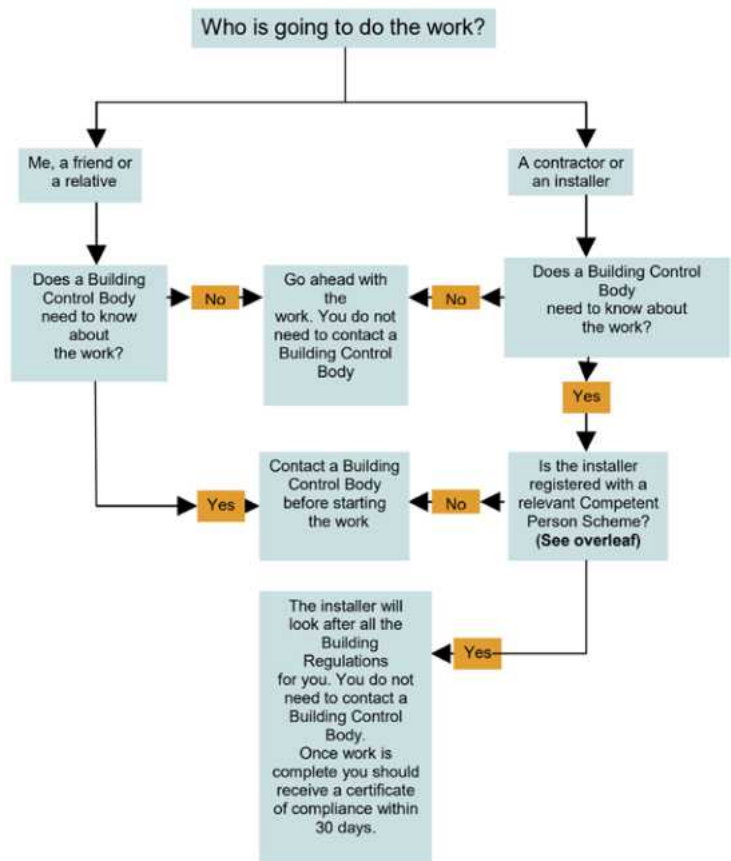 Who is going to do the work?
Me, a friend or
a relative
A contractor or
an installer
Does a Building
Control Body
need to know
about
the work?
No
Go ahead with
the
work. You do not
need to contact a
Building Control
Body
No
Does a Building Control
Body
need to know about
the work?
Yes
Yes
Contact a Building
Control Body
before starting
the work
No
Is the installer
registered with a
relevant Competent
Person Scheme?
(See overleaf)
The installer will
look after all the
Building
Regulations
for you. You do not
need to contact a
Building Control
Body.
Once work is
complete you should
receive a certificate
of compliance within
30 days.
Yes